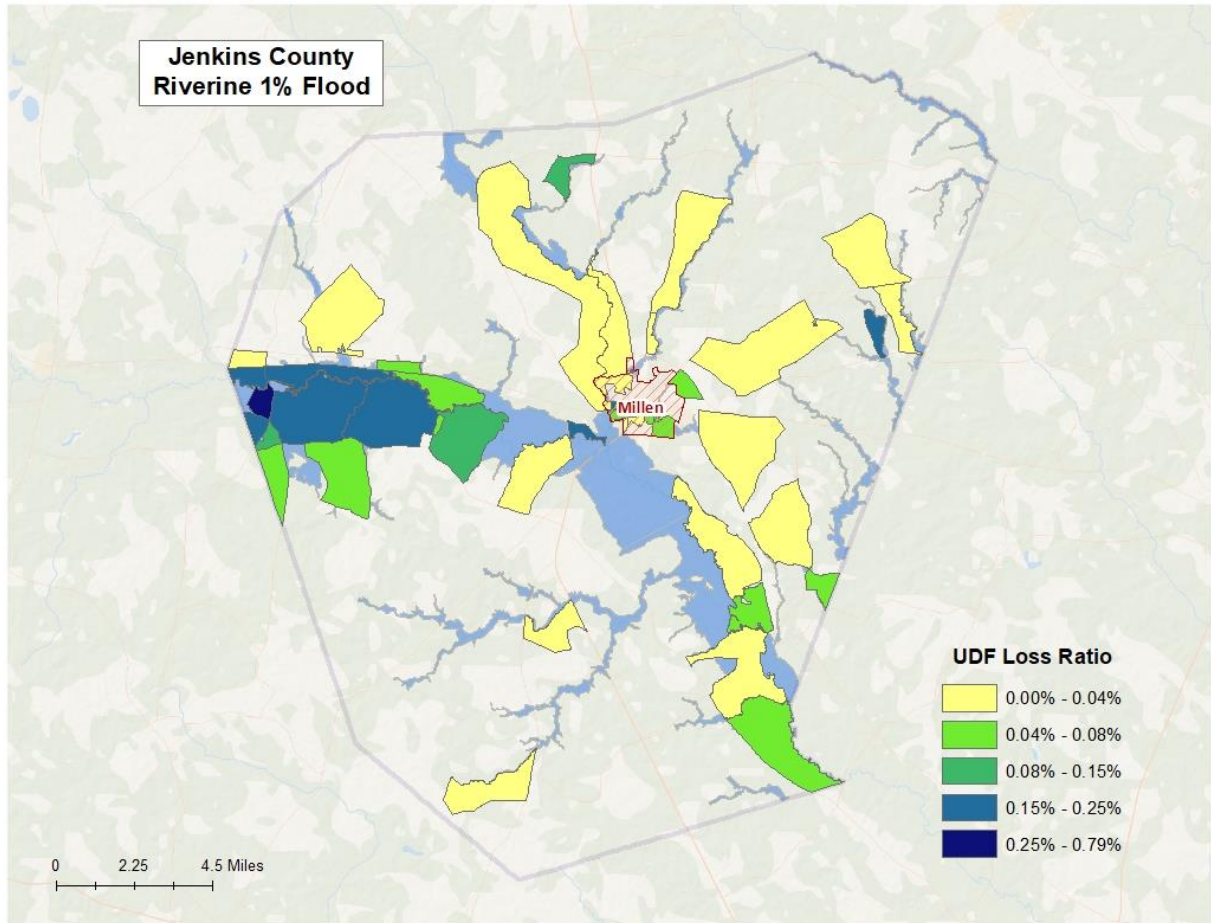 Jenkins County
Riverine 1% Flood
Millen
UDF Loss Ratio
0.00% - 0.04%
0.04% - 0.08%
0.08% - 0.15%
0.15% - 0.25%
0.25% - 0.79%
0 2.25 4.5 Miles